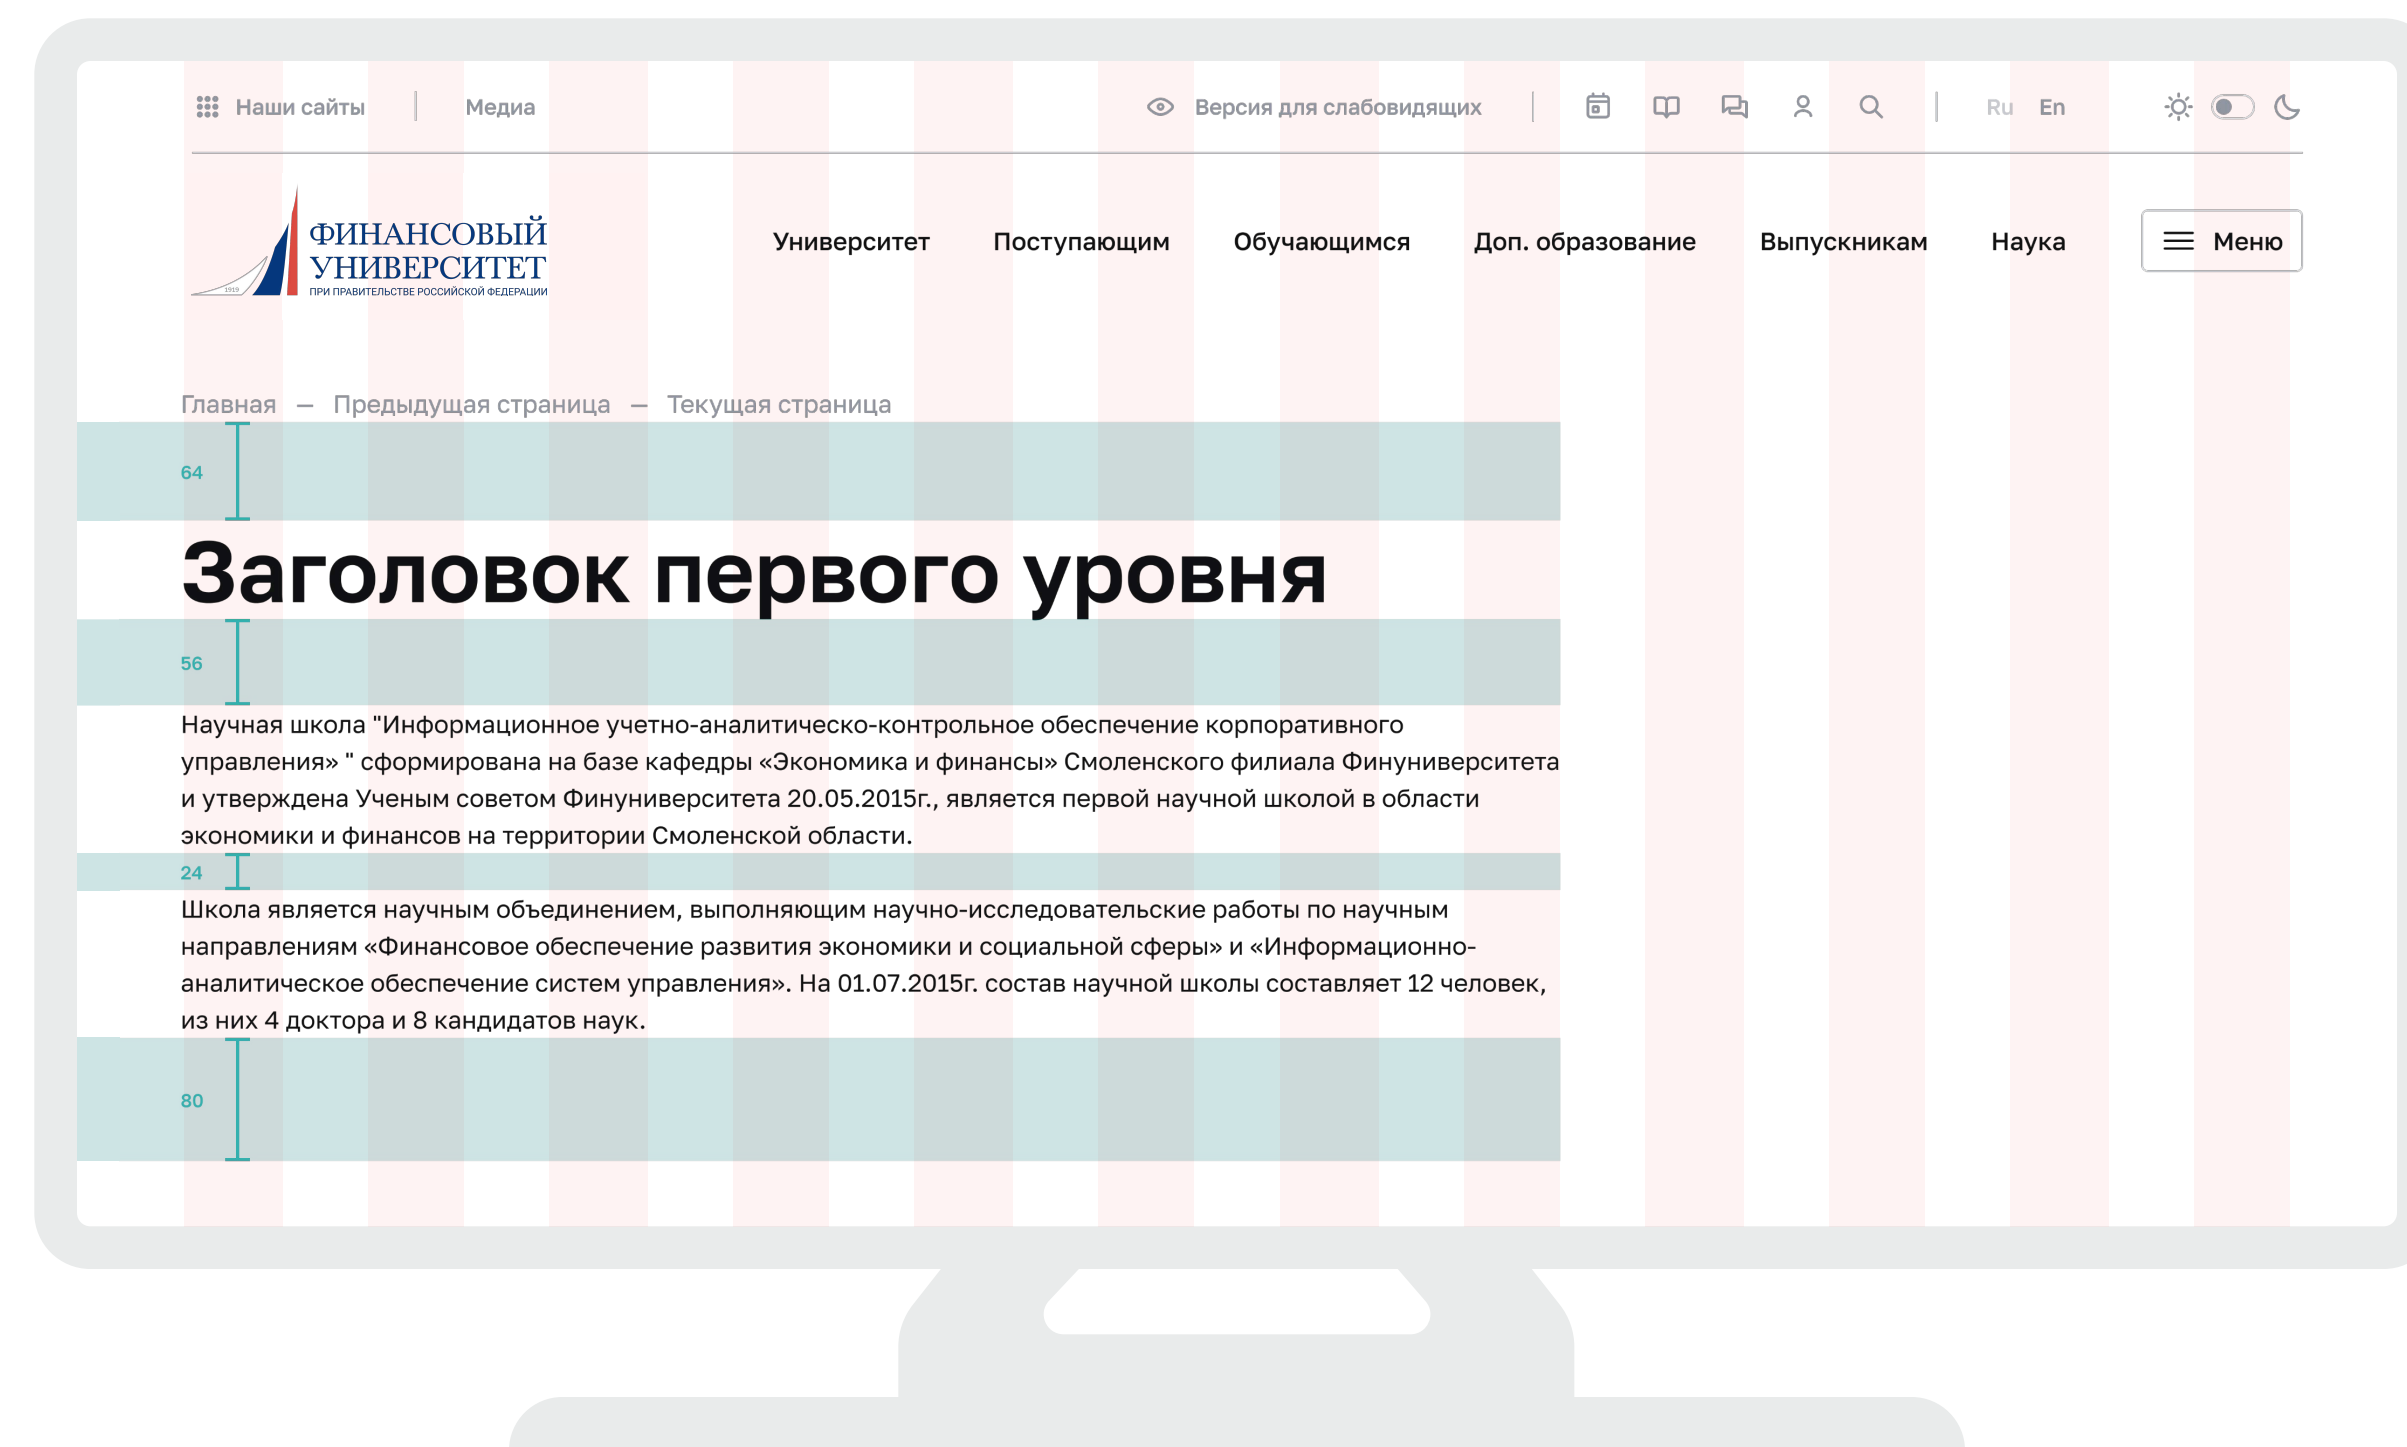 Наши сайты
Медиа
Версия для слабовидящих
Ru En
1919
ФИНАНСОВЫЙ
УНИВЕРСИТЕТ
ПРИ ПРАВИТЕЛЬСТВЕ РОССИЙСКОЙ ФЕДЕРАЦИИ
Университет
Поступающим
Обучающимся
Доп. образование
Выпускникам
Наука
Меню
Главная — Предыдущая страница — Текущая страница
64
Заголовок первого уровня
56
Научная школа "Информационное учетно-аналитическо-контрольное обеспечение корпоративного
управления» " сформирована на базе кафедры «Экономика и финансы» Смоленского филиала Финуниверситета
и утверждена Ученым советом Финуниверситета 20.05.2015г., является первой научной школой в области
экономики и финансов на территории Смоленской области.
24
Школа является научным объединением, выполняющим научно-исследовательские работы по научным
направлениям «Финансовое обеспечение развития экономики и социальной сферы» и «Информационно-
аналитическое обеспечение систем управления». На 01.07.2015г. состав научной школы составляет 12 человек,
из них 4 доктора и 8 кандидатов наук.
80